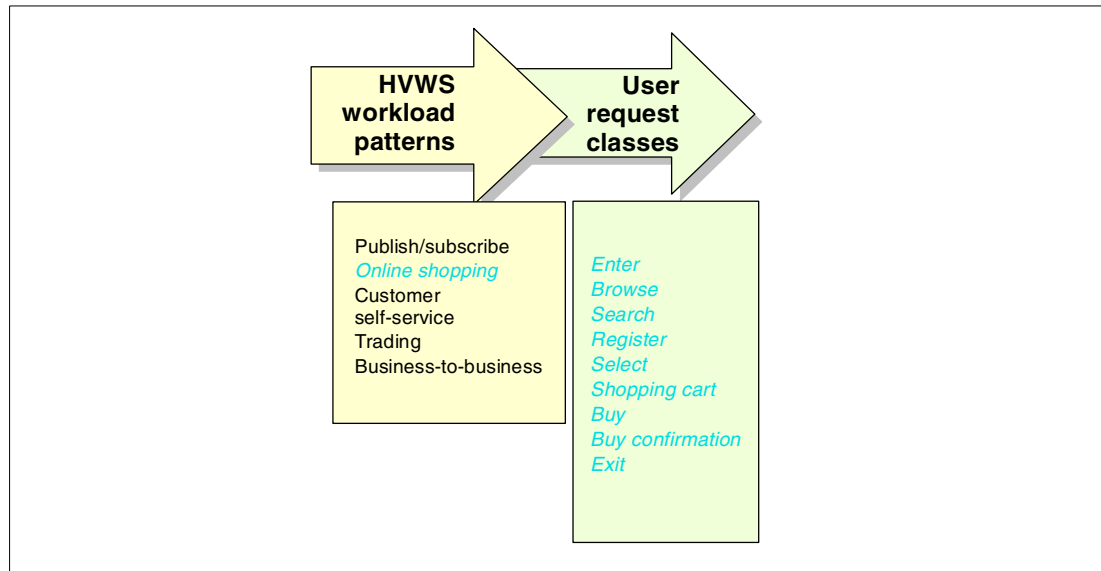 HVWS
workload
patterns
User
request
classes
Publish/subscribe
Online shopping
Customer
self-service
Trading
Business-to-business
Enter
Browse
Search
Register
Select
Shopping cart
Buy
Buy confirmation
Exit